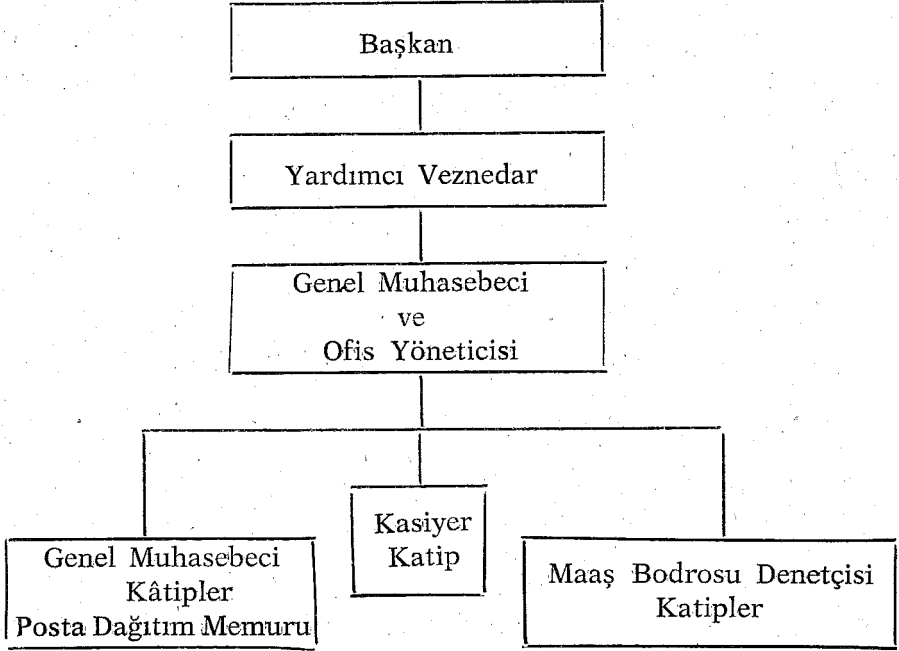 Başkan
Yardımcı Veznedar
Genel Muhasebeci
ve
Ofis Yöneticisi
Kasiyer
Katip
Genel Muhasebeci
Kâtipler
Posta Dağıtım Memuru
Maaş Bodrosu Denetçisi
Katipler